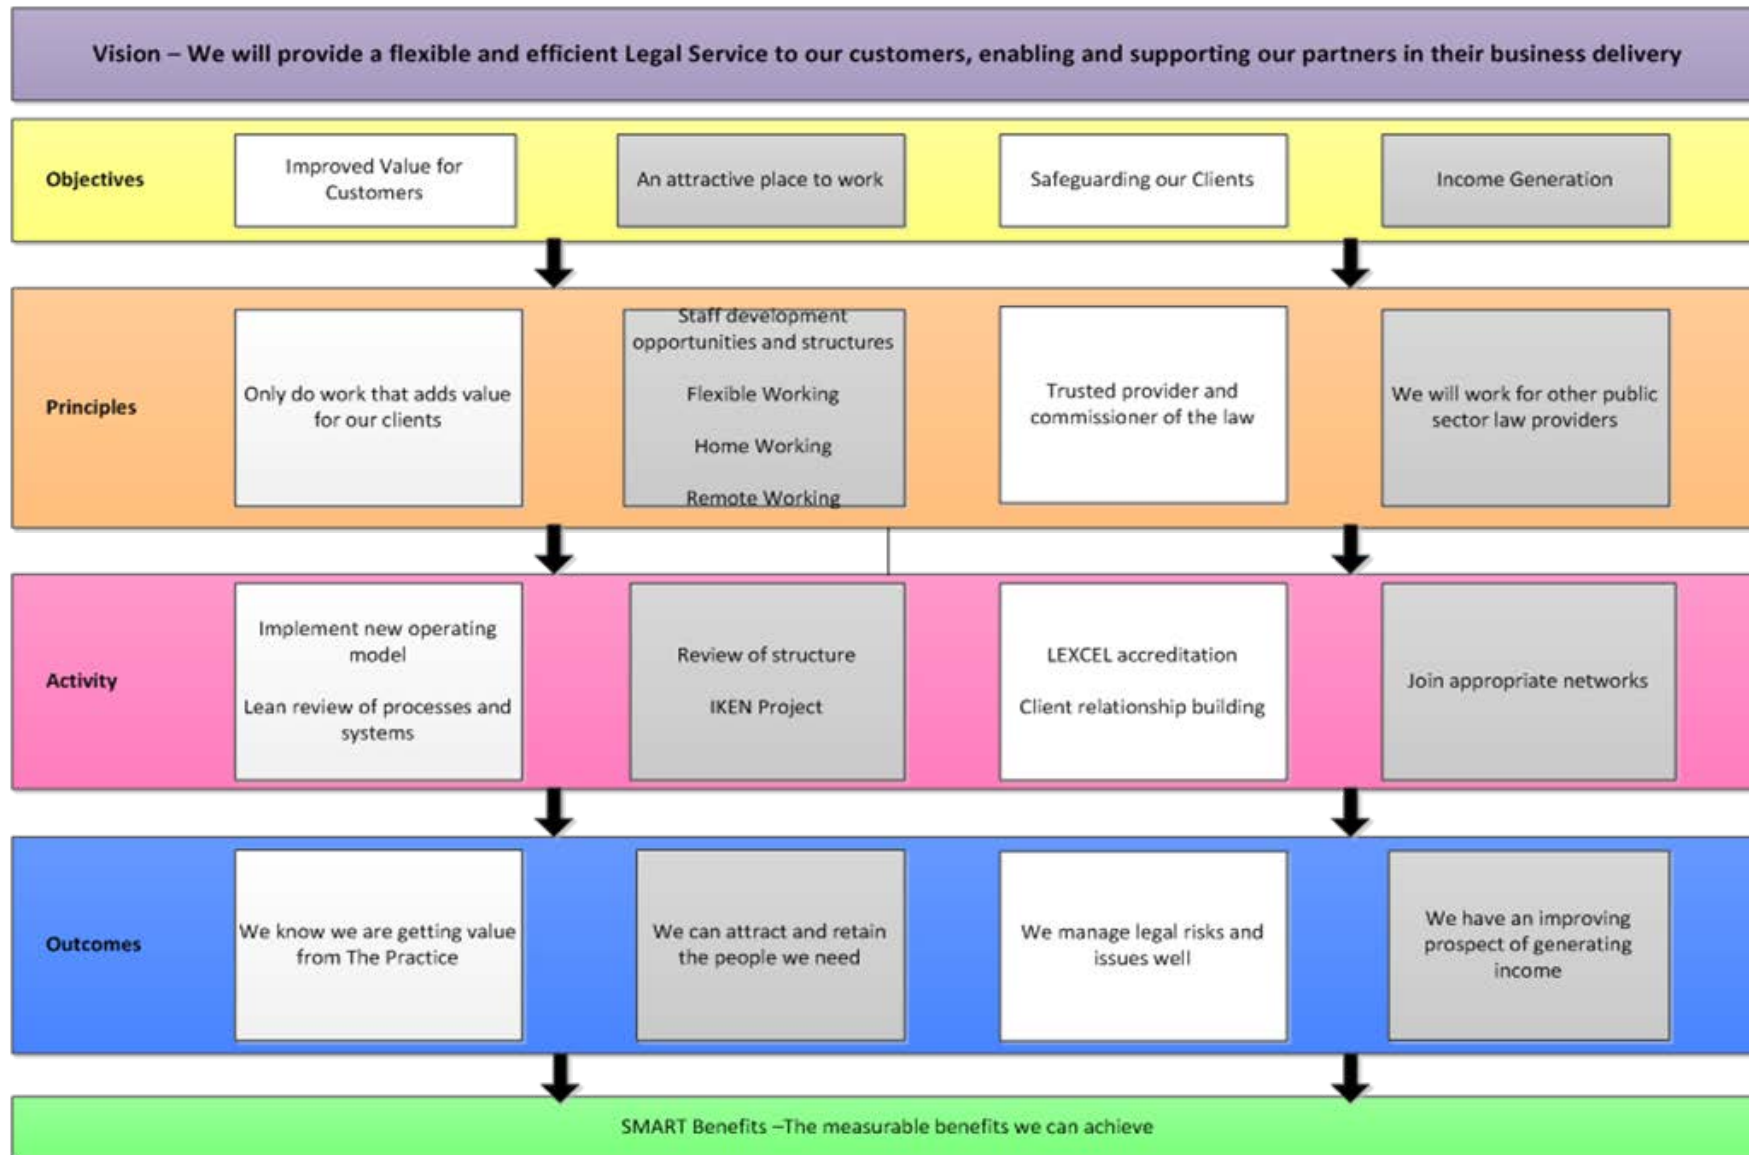 Vision – We will provide a flexible and efficient Legal Service to our customers, enabling and supporting our partners in their business delivery
Objectives
Improved Value for
Customers
An attractive place to work
Safeguarding our Clients
Income Generation
Principles
Only do work that adds value
for our clients
Staff development
opportunities and structures
Flexible Working
Home Working
Remote Working
Trusted provider and
commissioner of the law
We will work for other public
sector law providers
Activity
Implement new operating
model
Lean review of processes and
systems
Review of structure
IKEN Project
LEXCEL accreditation
Client relationship building
Join appropriate networks
Outcomes
We know we are getting value
from The Practice
We can attract and retain
the people we need
We manage legal risks and
issues well
We have an improving
prospect of generating
income
SMART Benefits –The measurable benefits we can achieve